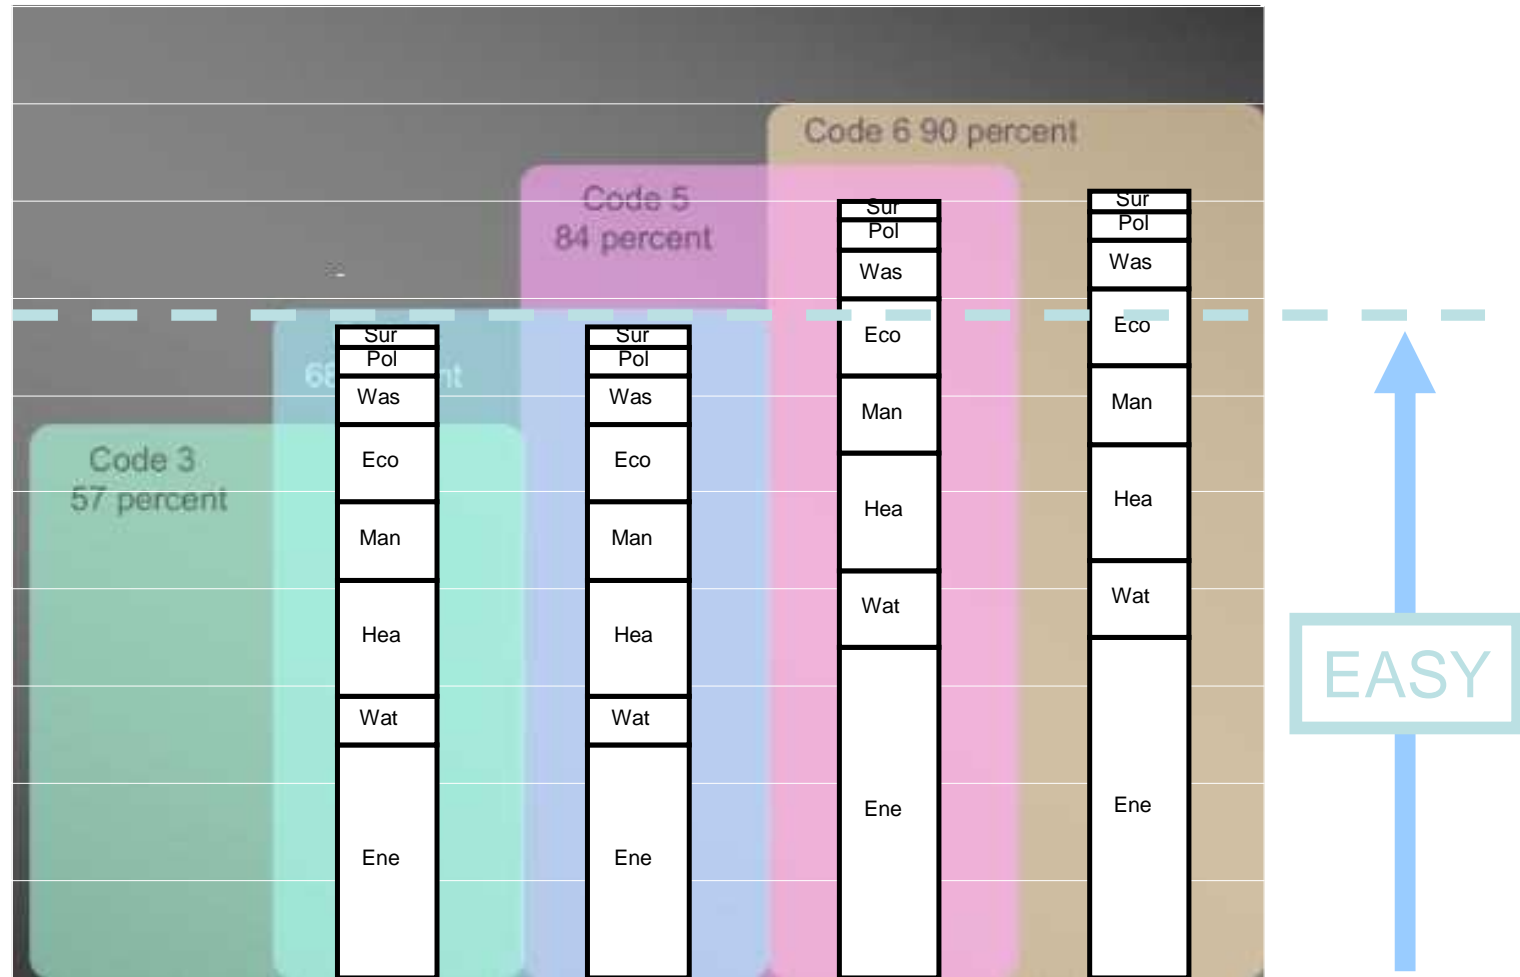 Code 6 90 percent
Code 5
84 percent
68
nt
Code 3
57 percent
Sur
Pol
Was
Eco
Man
Hea
Wat
Ene
Sur
Pol
Was
Eco
Man
Hea
Wat
Ene
Sur
Pol
Was
Eco
Man
Hea
Wat
Ene
Sur
Pol
Was
Eco
Man
Hea
Wat
Ene
EASY